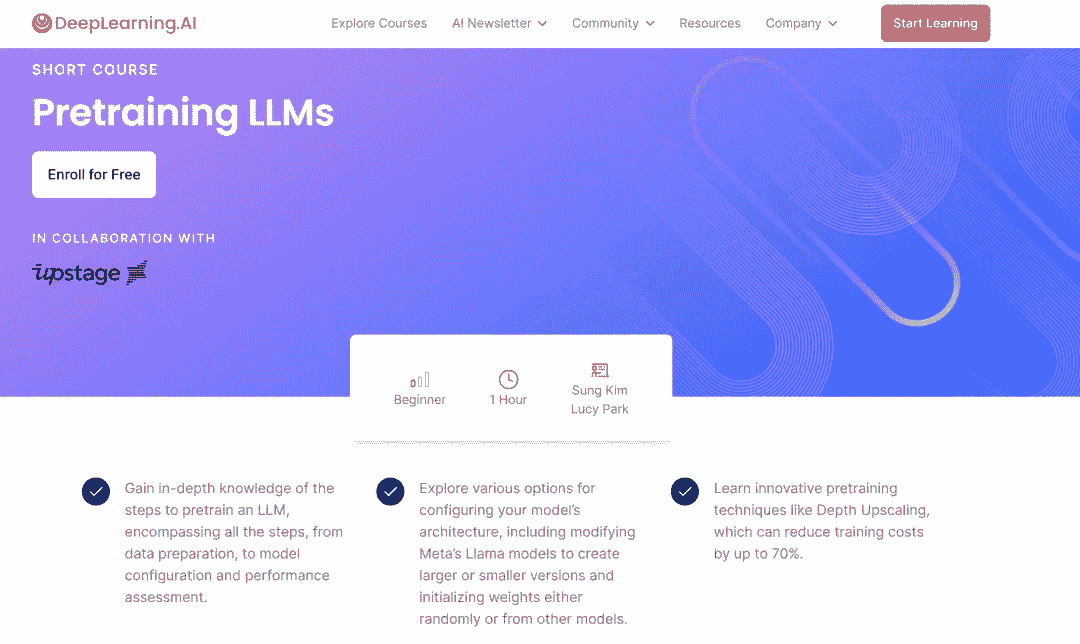 DeepLearning.AI
Explore Courses
AI Newsletter
Community
Resources
Company
Start Learning
SHORT COURSE
Pretraining LLMs
Enroll for Free
IN COLLABORATION WITH
upstage
Beginner
1 Hour
Sung Kim
Lucy Park
Gain in-depth knowledge of the
steps to pretrain an LLM,
encompassing all the steps, from
data preparation, to model
configuration and performance
assessment.
Explore various options for
configuring your model's
architecture, including modifying
Meta's Llama models to create
larger or smaller versions and
initializing weights either
randomly or from other models.
Learn innovative pretraining
techniques like Depth Upscaling,
which can reduce training costs
by up to 70%.